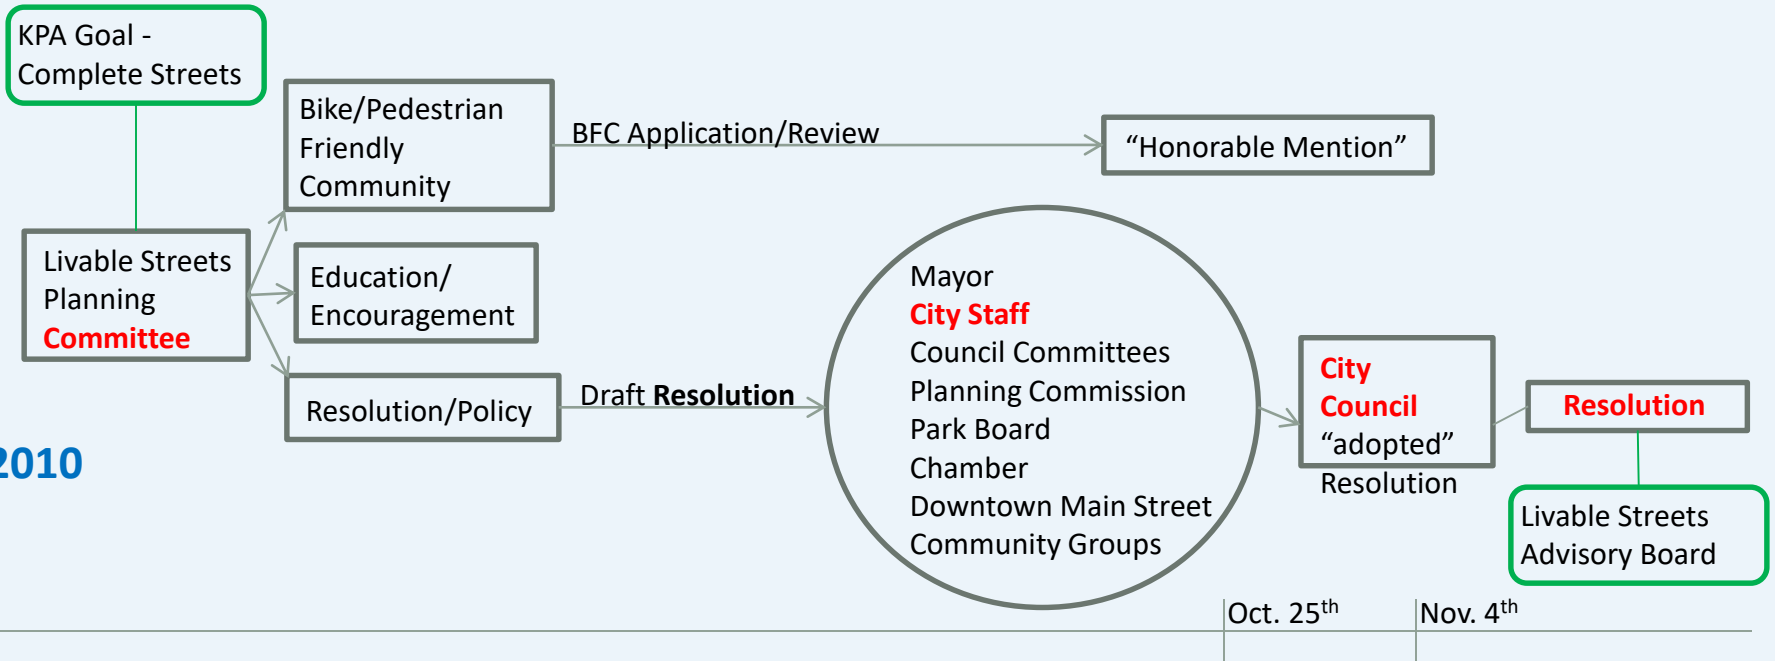 KPA Goal -
Complete Streets
Bike/Pedestrian
Friendly
Community
BFC Application/Review
“Honorable Mention”
Livable Streets
Planning
Committee
Education/
Encouragement
Resolution/Policy
Draft Resolution
Mayor
City Staff
Council Committees
Planning Commission
Park Board
Chamber
Downtown Main Street
Community Groups
City
Council
“adopted”
Resolution
Resolution
Livable Streets
Advisory Board
2010
Oct. 25th
Nov. 4th